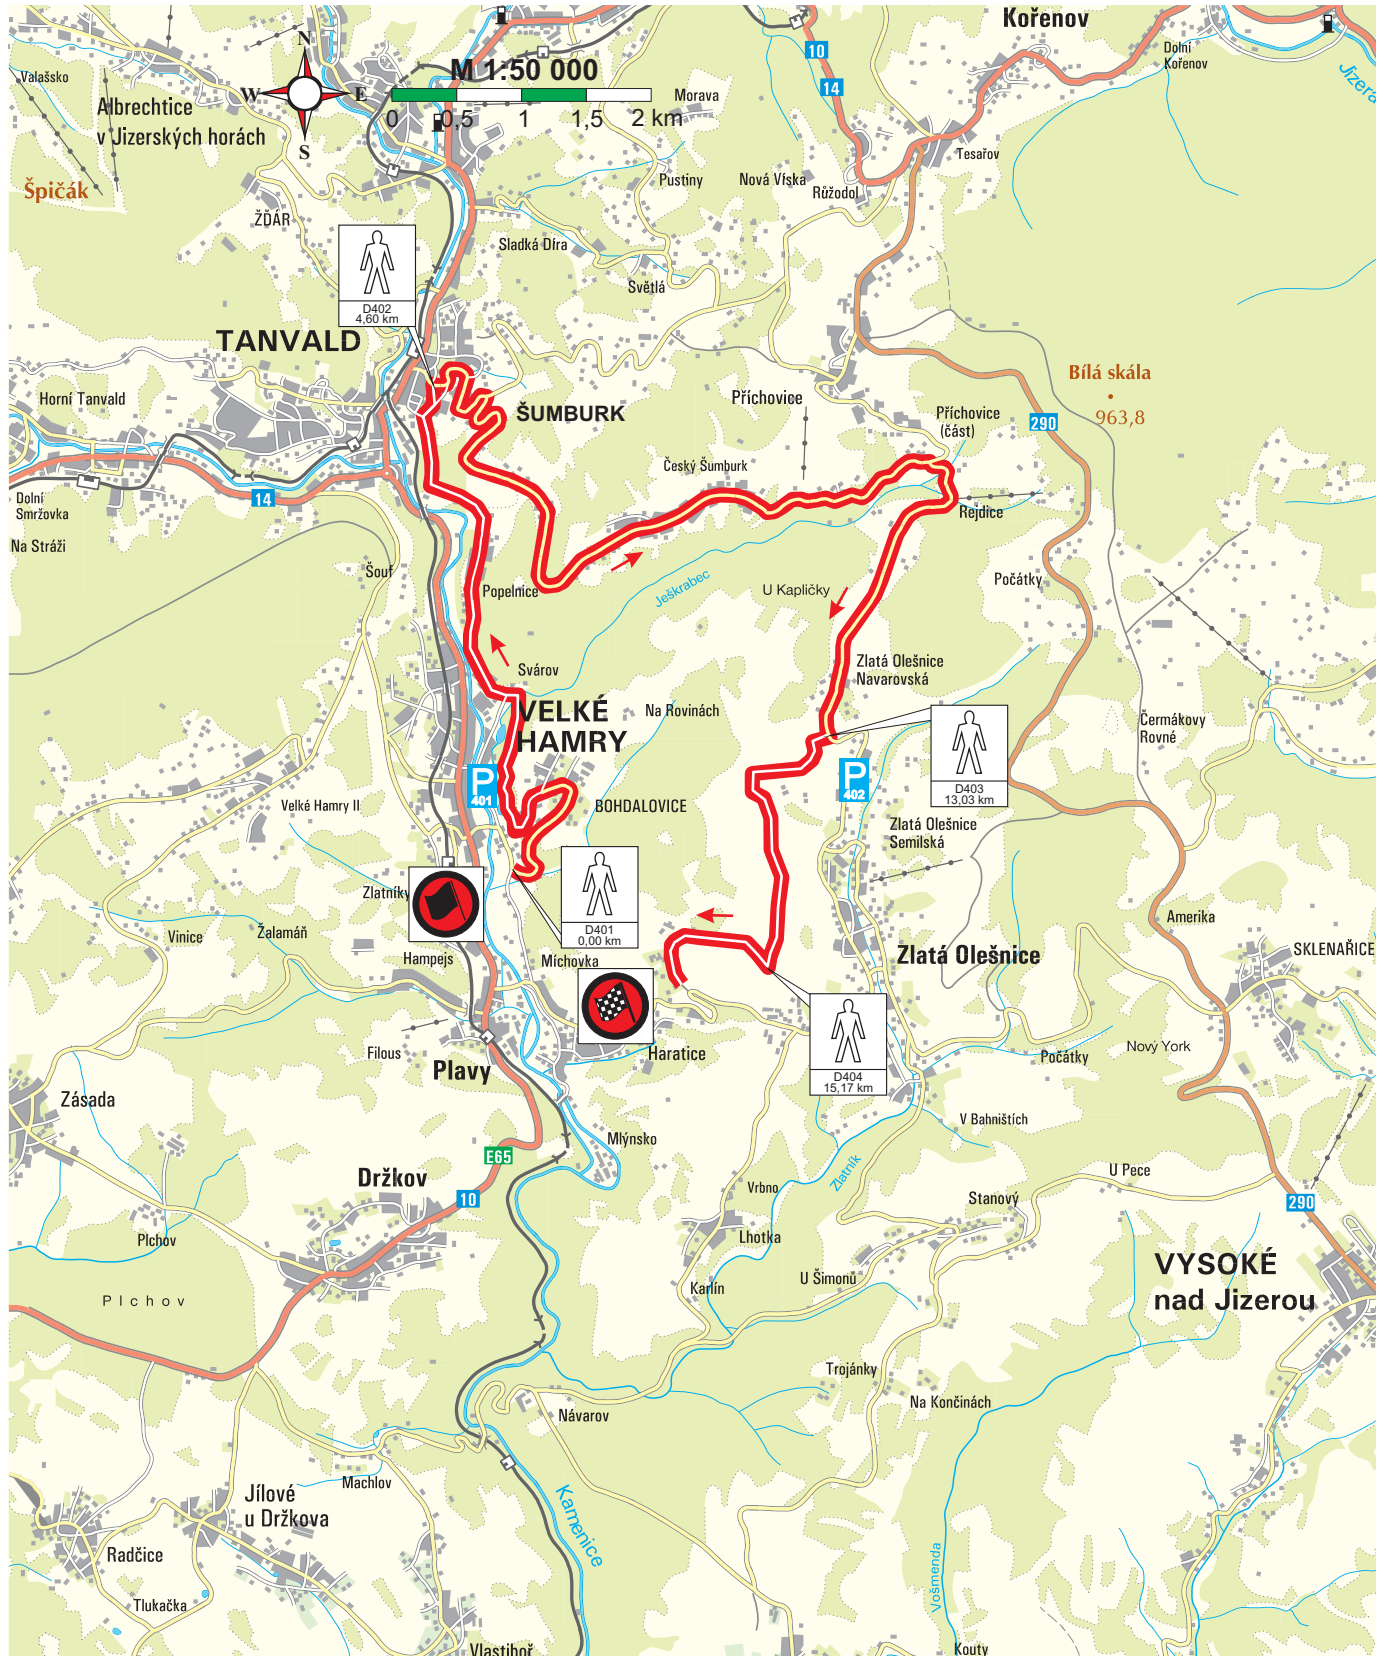 Kořenov
10
Dolní
Kořenov
Valašsko
N
M 1:50 000
Jizera
14
W
E
Albrechtice
v Jizerských horách
Morava
0
0,5
1
1,5
2 km
S
Tesařov
Špičák
Pustiny
Nová Víska
Růžodol
ŽĎÁR
Sladká Díra
Světlá
D402
4,60 km
TANVALD
Bílá skála
963,8
Horní Tanvald
Příchovice
ŠUMBURK
Příchovice
(část)
290
Český Šumburk
14
Dolní
Smržovka
Rejdice
Na Stráži
Šouf
Popelnice
Ješkrabec
U Kapličky
Počátky
Svárov
Zlatá Olešnice
Navarovská
VELKÉ
HAMRY
Na Rovinách
Čermákovy
Rovné
P
401
P
402
D403
13,03 km
Velké Hamry II
BOHDALOVICE
Zlatá Olešnice
Semilská
Zlatníky
D401
0,00 km
Amerika
Vinice
Žalamáň
Hampejs
Míchovka
Zlatá Olešnice
SKLENAŘICE
Filous
Haratice
Nový York
Počátky
Plavy
D404
15,17 km
Zásada
V Bahništích
Mlýnsko
E65
Zlatník
U Pece
Držkov
10
Vrbno
Stanový
290
Plchov
Lhotka
VYSOKÉ
nad Jizerou
U Šimonů
Karlín
Plchov
Trojánky
Na Končinách
Návarov
Machlov
Jílové
u Držkova
Kamenice
Radčice
Vošmenda
Tlukačka
Vlastiboř
Kouty